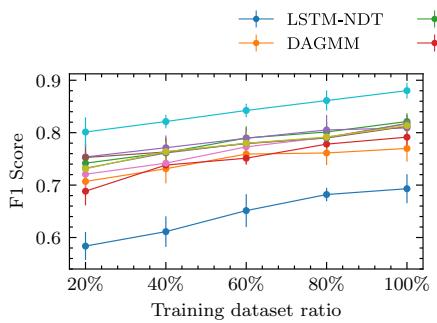 LSTM-NDT
DAGMM
0.9
0.8
0.7
0.6
F1 Score
20% 40% 60% 80% 100%
Training dataset ratio